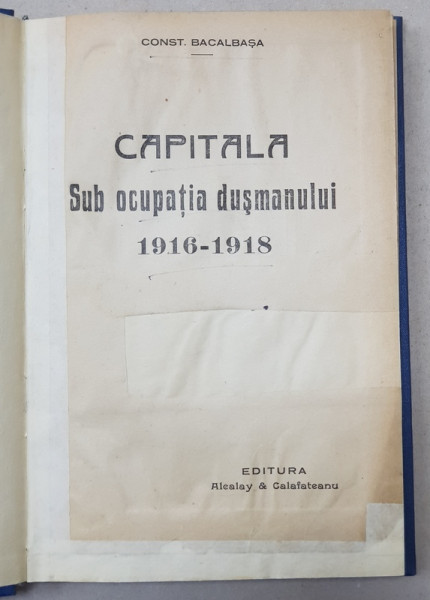 CONST. BACALBAȘA
CAPITALA
Sub ocupația dușmanului
1916-1918
EDITURA
Alcalay & Calafateanu